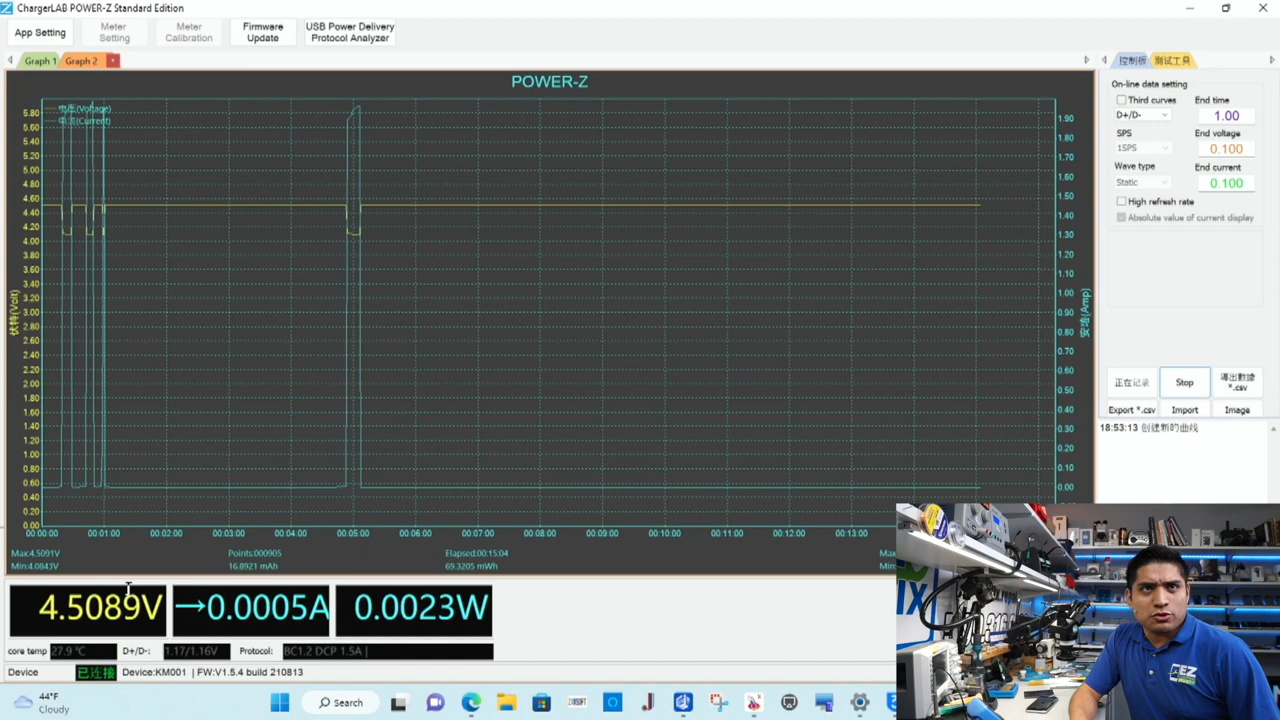 ChargerLAB POWER-Z Standard Edition
App Setting
Meter Setting
Meter Calibration
Firmware Update
USB Power Delivery Protocol Analyzer
Graph 1
Graph 2
控制板
测试工具
POWER-Z
电压(Voltage)
电流(Current)
伏特(Volt)
5.80
5.60
5.40
5.20
5.00
4.80
4.60
4.40
4.20
4.00
3.80
3.60
3.40
3.20
3.00
2.80
2.60
2.40
2.20
2.00
1.80
1.60
1.40
1.20
1.00
0.80
0.60
0.40
0.20
0.00
安培(Amp)
1.90
1.80
1.70
1.60
1.50
1.40
1.30
1.20
1.10
1.00
0.90
0.80
0.70
0.60
0.50
0.40
0.30
0.20
0.10
0.00
00:00:00
00:01:00
00:02:00
00:03:00
00:04:00
00:05:00
00:06:00
00:07:00
00:08:00
00:09:00
00:10:00
00:11:00
00:12:00
00:13:00
Max:4.5091V
Points:000905
Elapsed:00:15:04
Min:4.0843V
16.8921 mAh
69.3205 mWh
On-line data setting
Third curves
End time
D+/D-
1.00
SPS
End voltage
1SPS
0.100
Wave type
End current
Static
0.100
High refresh rate
Absolute value of current display
正在记录
Stop
導出數據 *.csv
Export *.csv
Import
Image
18:53:13 创建新的曲线
4.5089V
→0.0005A
0.0023W
core temp 27.9 ℃
D+/D-: 1.17/1.16V
Protocol: BC1.2 DCP 1.5A |
Device 已连接 Device:KM001 | FW:V1.5.4 build 210813
44°F
Cloudy
Search
EZ